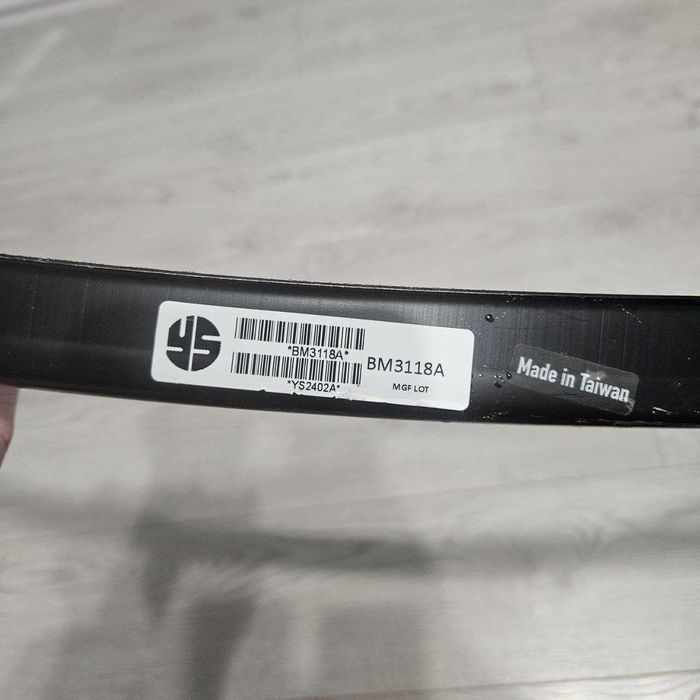 YS
*BM3118A*
BM3118A
*YS2402A*
MGF LOT
Made in Taiwan